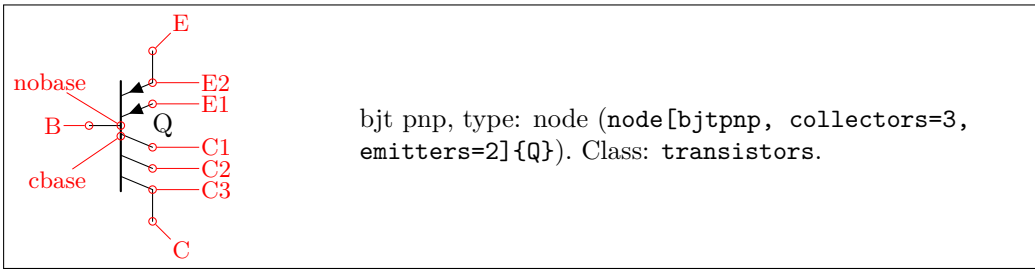 E
nobase
E2
E1
B
Q
C1
C2
cbase
C3
C
bjt pnp, type: node (node[bjtpnp, collectors=3,
emitters=2]{Q}). Class: transistors.